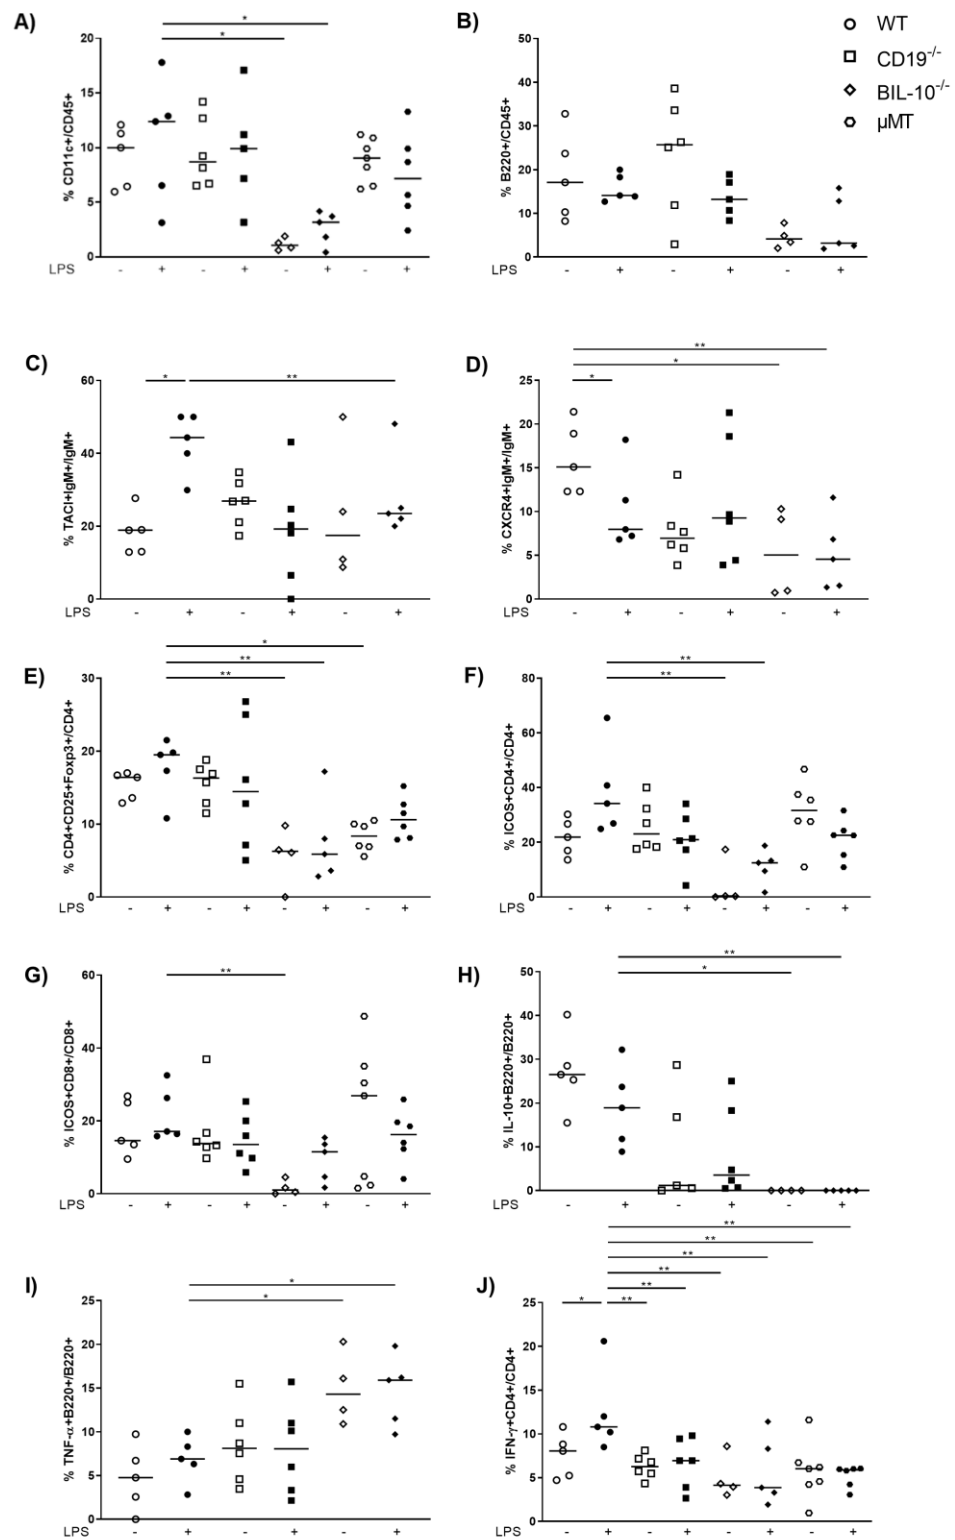 A)
* 
*
% CD11c+/CD45+
20
15
10
5
0
LPS - + - + - + - +
B)
% B220+/CD45+
50
40
30
20
10
0
LPS - + - + - +
WT
CD19-/-
BIL-10-/-
µMT
C)
* **
% TACI+IgM+/IgM+
60
40
20
0
LPS - + - + - +
D)
**
*
*
% CXCR4+IgM+/IgM+
25
20
15
10
5
0
- + - + - +
E)
*
**
**
% CD4+CD25+Foxp3+/CD4+
30
20
10
0
LPS - + - + - + - +
F)
**
**
% ICOS+CD4+/CD4+
80
60
40
20
0
LPS - + - + - + - +
G)
**
% ICOS+CD8+/CD8+
60
40
20
0
LPS - + - + - + - +
H)
**
*
% IL-10+B220+/B220+
50
40
30
20
10
0
LPS - + - + - +
I)
*
*
% TNF-α+B220+/B220+
25
20
15
10
5
0
LPS - + - + - +
J)
**
**
**
**
**
* **
% IFN-γ+CD4+/CD4+
25
20
15
10
5
0
LPS - + - + - + - +